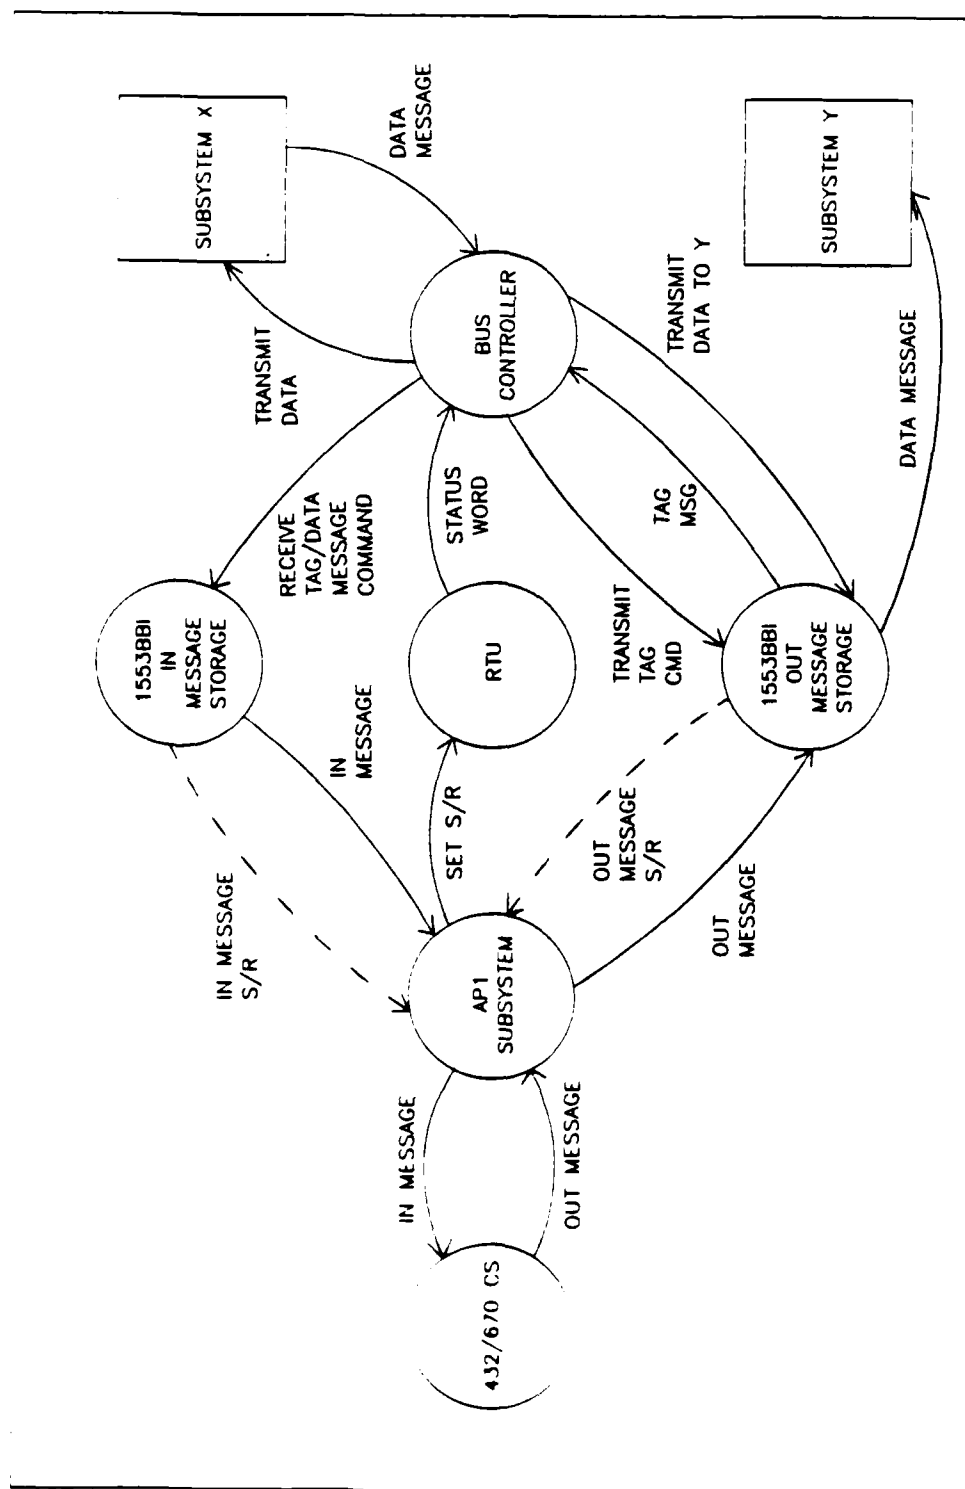 SUBSYSTEM X
DATA
MESSAGE
TRANSMIT
DATA
BUS
CONTROLLER
TRANSMIT
DATA TO Y
SUBSYSTEM Y
DATA MESSAGE
RECEIVE
TAG/DATA
MESSAGE
COMMAND
STATUS
WORD
TAG
MSG
1553BBI
IN
MESSAGE
STORAGE
RTU
TRANSMIT
TAG
CMD
1553BBI
OUT
MESSAGE
STORAGE
IN
MESSAGE
SET S/R
OUT
MESSAGE
S/R
IN MESSAGE
S/R
AP1
SUBSYSTEM
OUT
MESSAGE
IN MESSAGE
OUT MESSAGE
432/670 CS